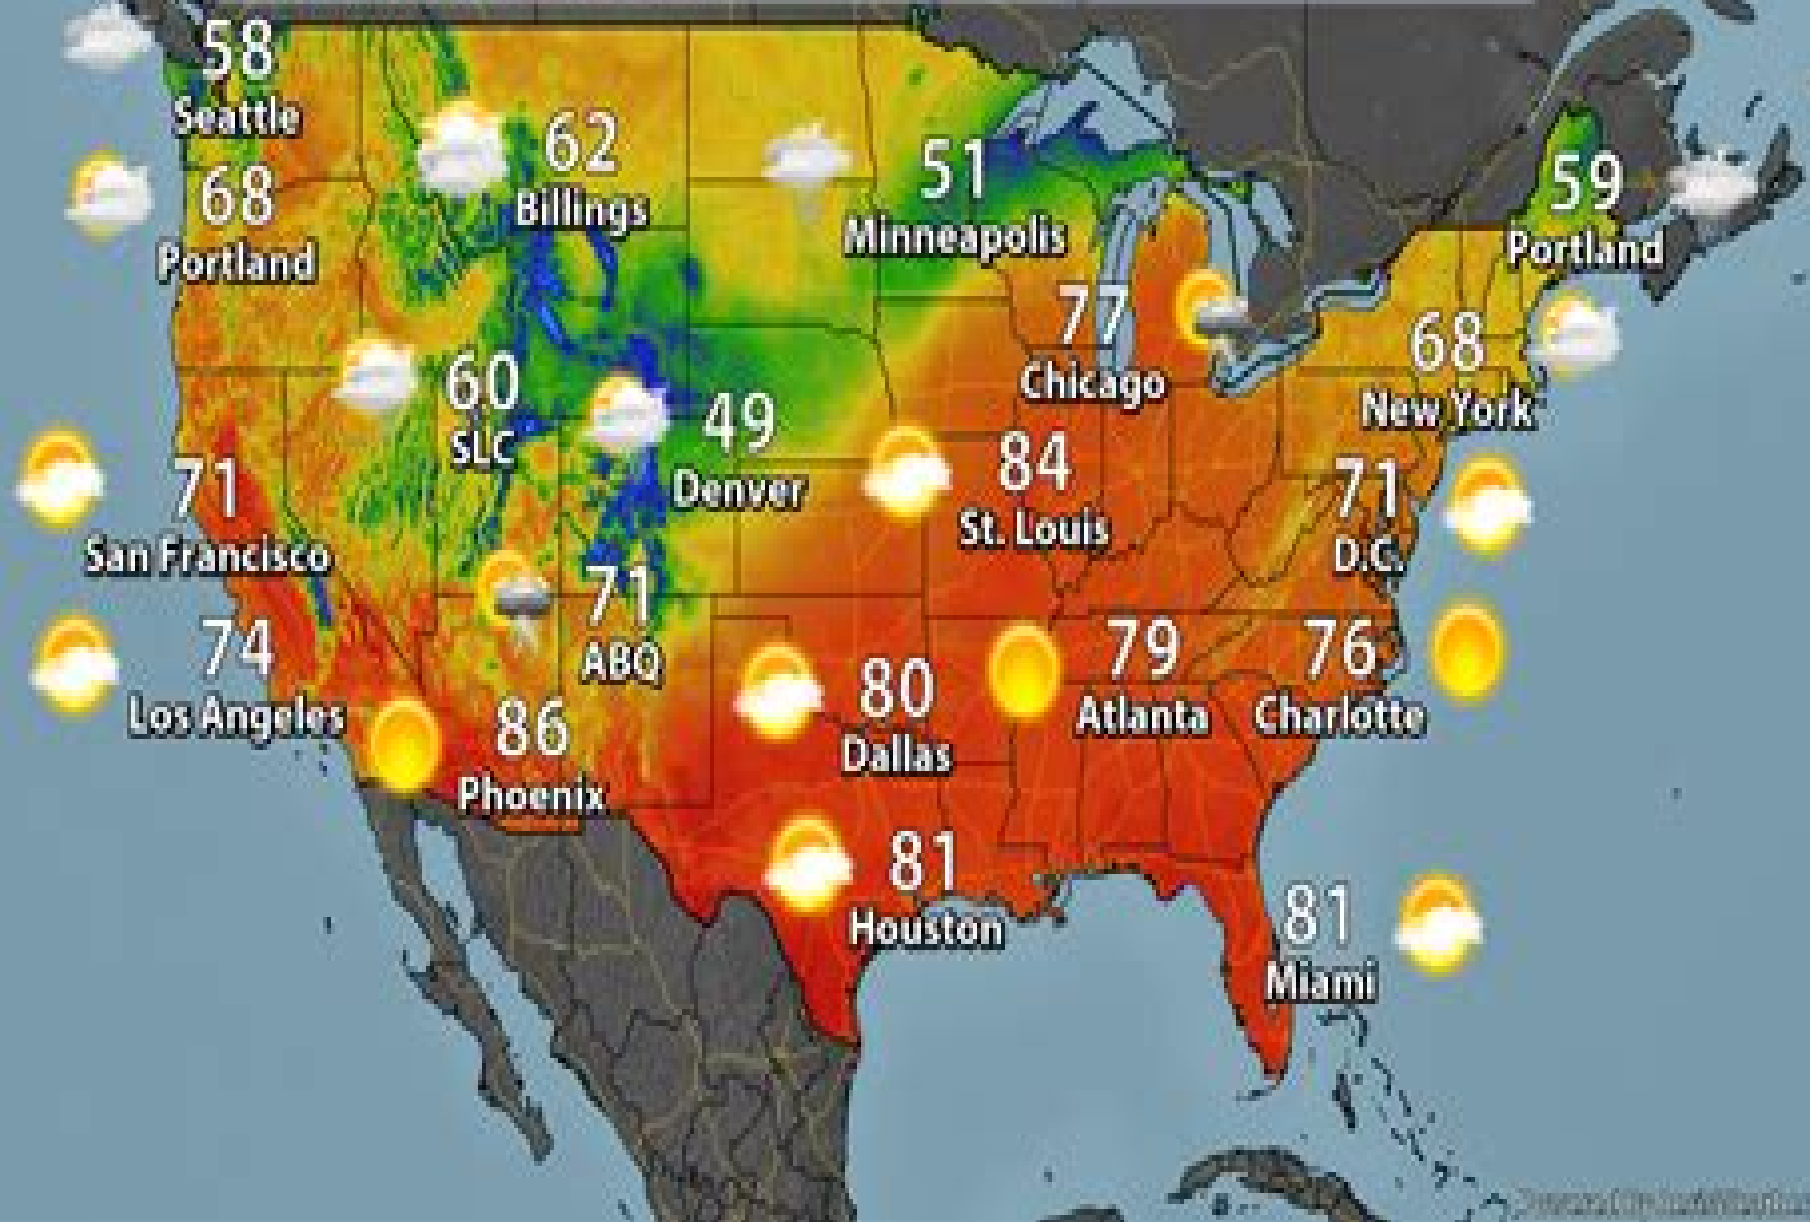 58
Seattle
62
Billings
51
Minneapolis
59
Portland
68
Portland
77
Chicago
68
New York
60
SLC
49
Denver
84
St. Louis
71
D.C.
71
San Francisco
71
ABQ
74
Los Angeles
79
Atlanta
76
Charlotte
80
Dallas
86
Phoenix
81
Houston
81
Miami